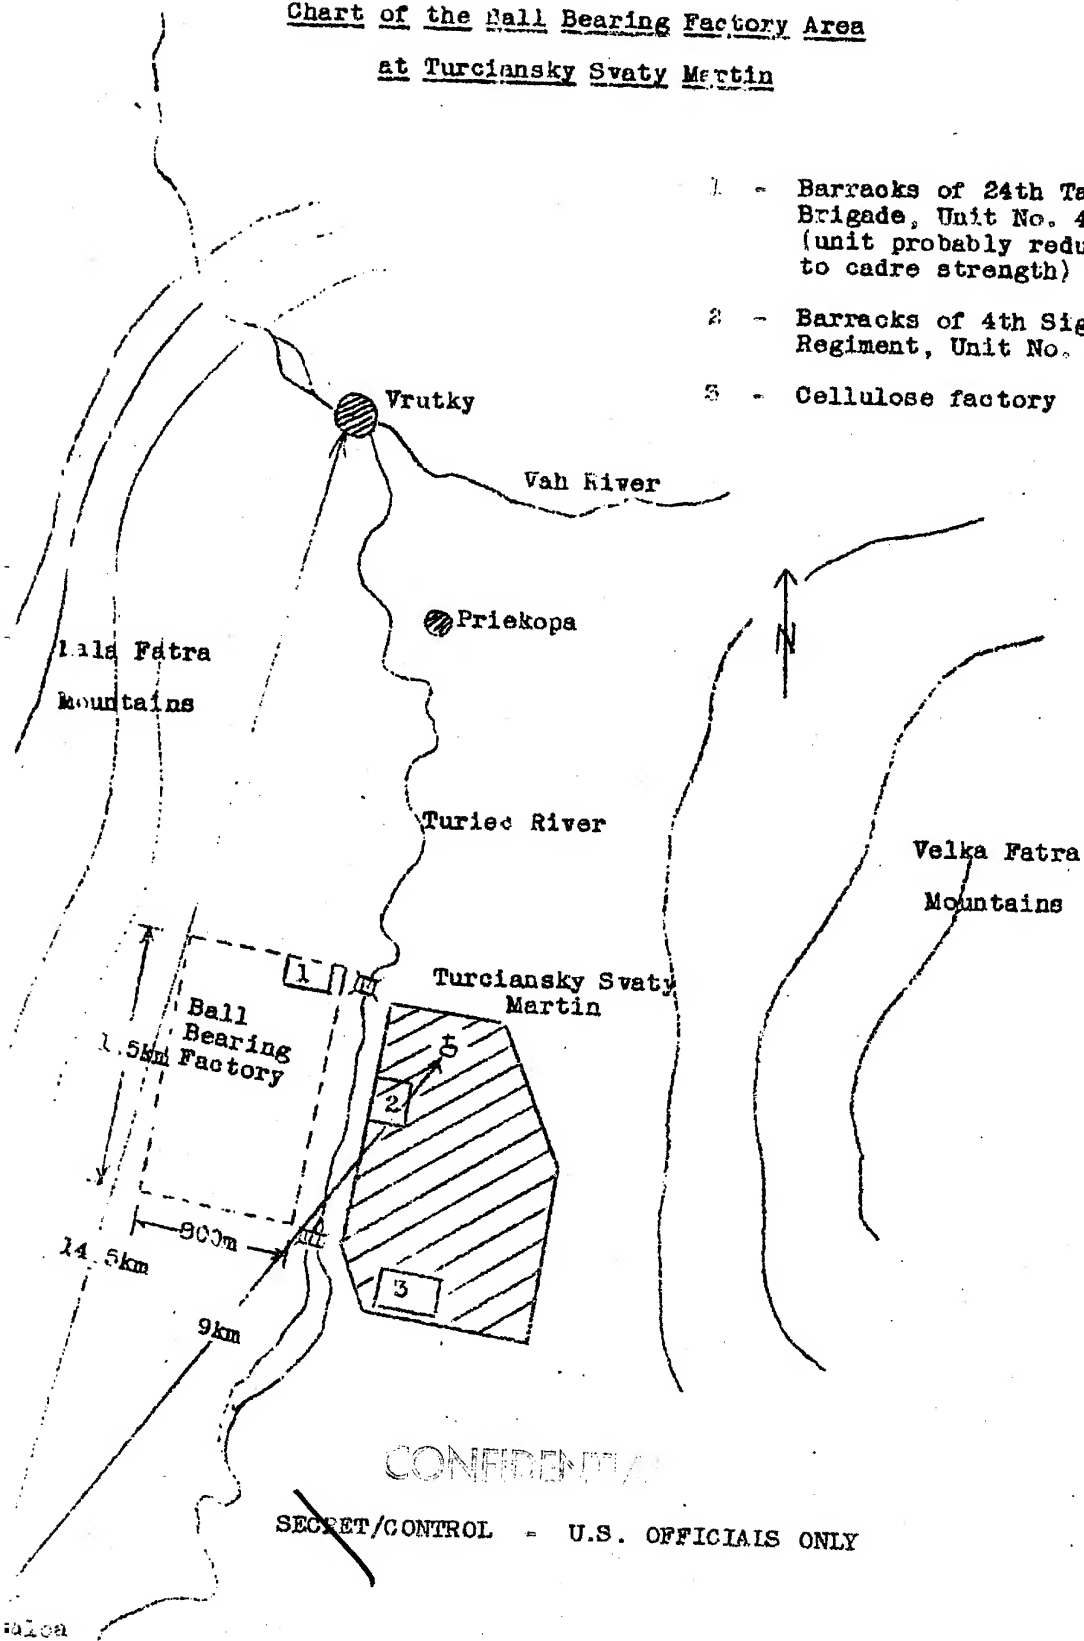 Chart of the Ball Bearing Factory Area
at Turciansky Svaty Martin
1 - Barracks of 24th Ta
Brigade, Unit No. 4
(unit probably redu
to cadre strength)
2 - Barracks of 4th Sig
Regiment, Unit No.
3 - Cellulose factory
Vrutky
Vah River
Priekopa
N
Mala Fatra
Mountains
Turiec River
Velka Fatra
Mountains
1
Turciansky Svaty
Martin
Ball
Bearing
Factory
1.5km
2
900m
14.5km
3
9km
CONFIDENTIAL
SECRET/CONTROL - U.S. OFFICIALS ONLY